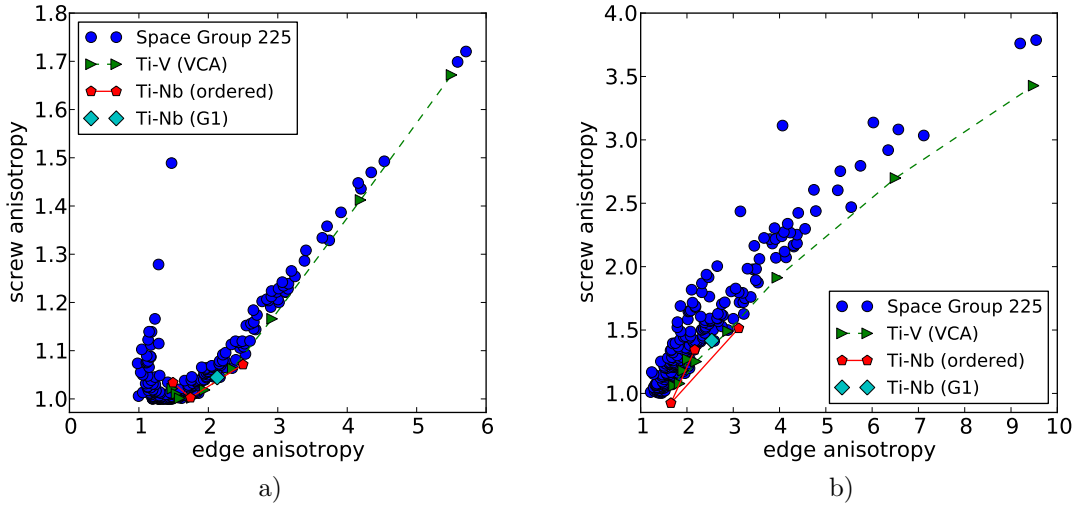 screw anisotropy
1.8
1.7
1.6
1.5
1.4
1.3
1.2
1.1
1.0
Space Group 225
Ti-V (VCA)
Ti-Nb (ordered)
Ti-Nb (G1)
0 1 2 3 4 5 6
edge anisotropy
a)
screw anisotropy
4.0
3.5
3.0
2.5
2.0
1.5
1.0
Space Group 225
Ti-V (VCA)
Ti-Nb (ordered)
Ti-Nb (G1)
1 2 3 4 5 6 7 8 9 10
edge anisotropy
b)